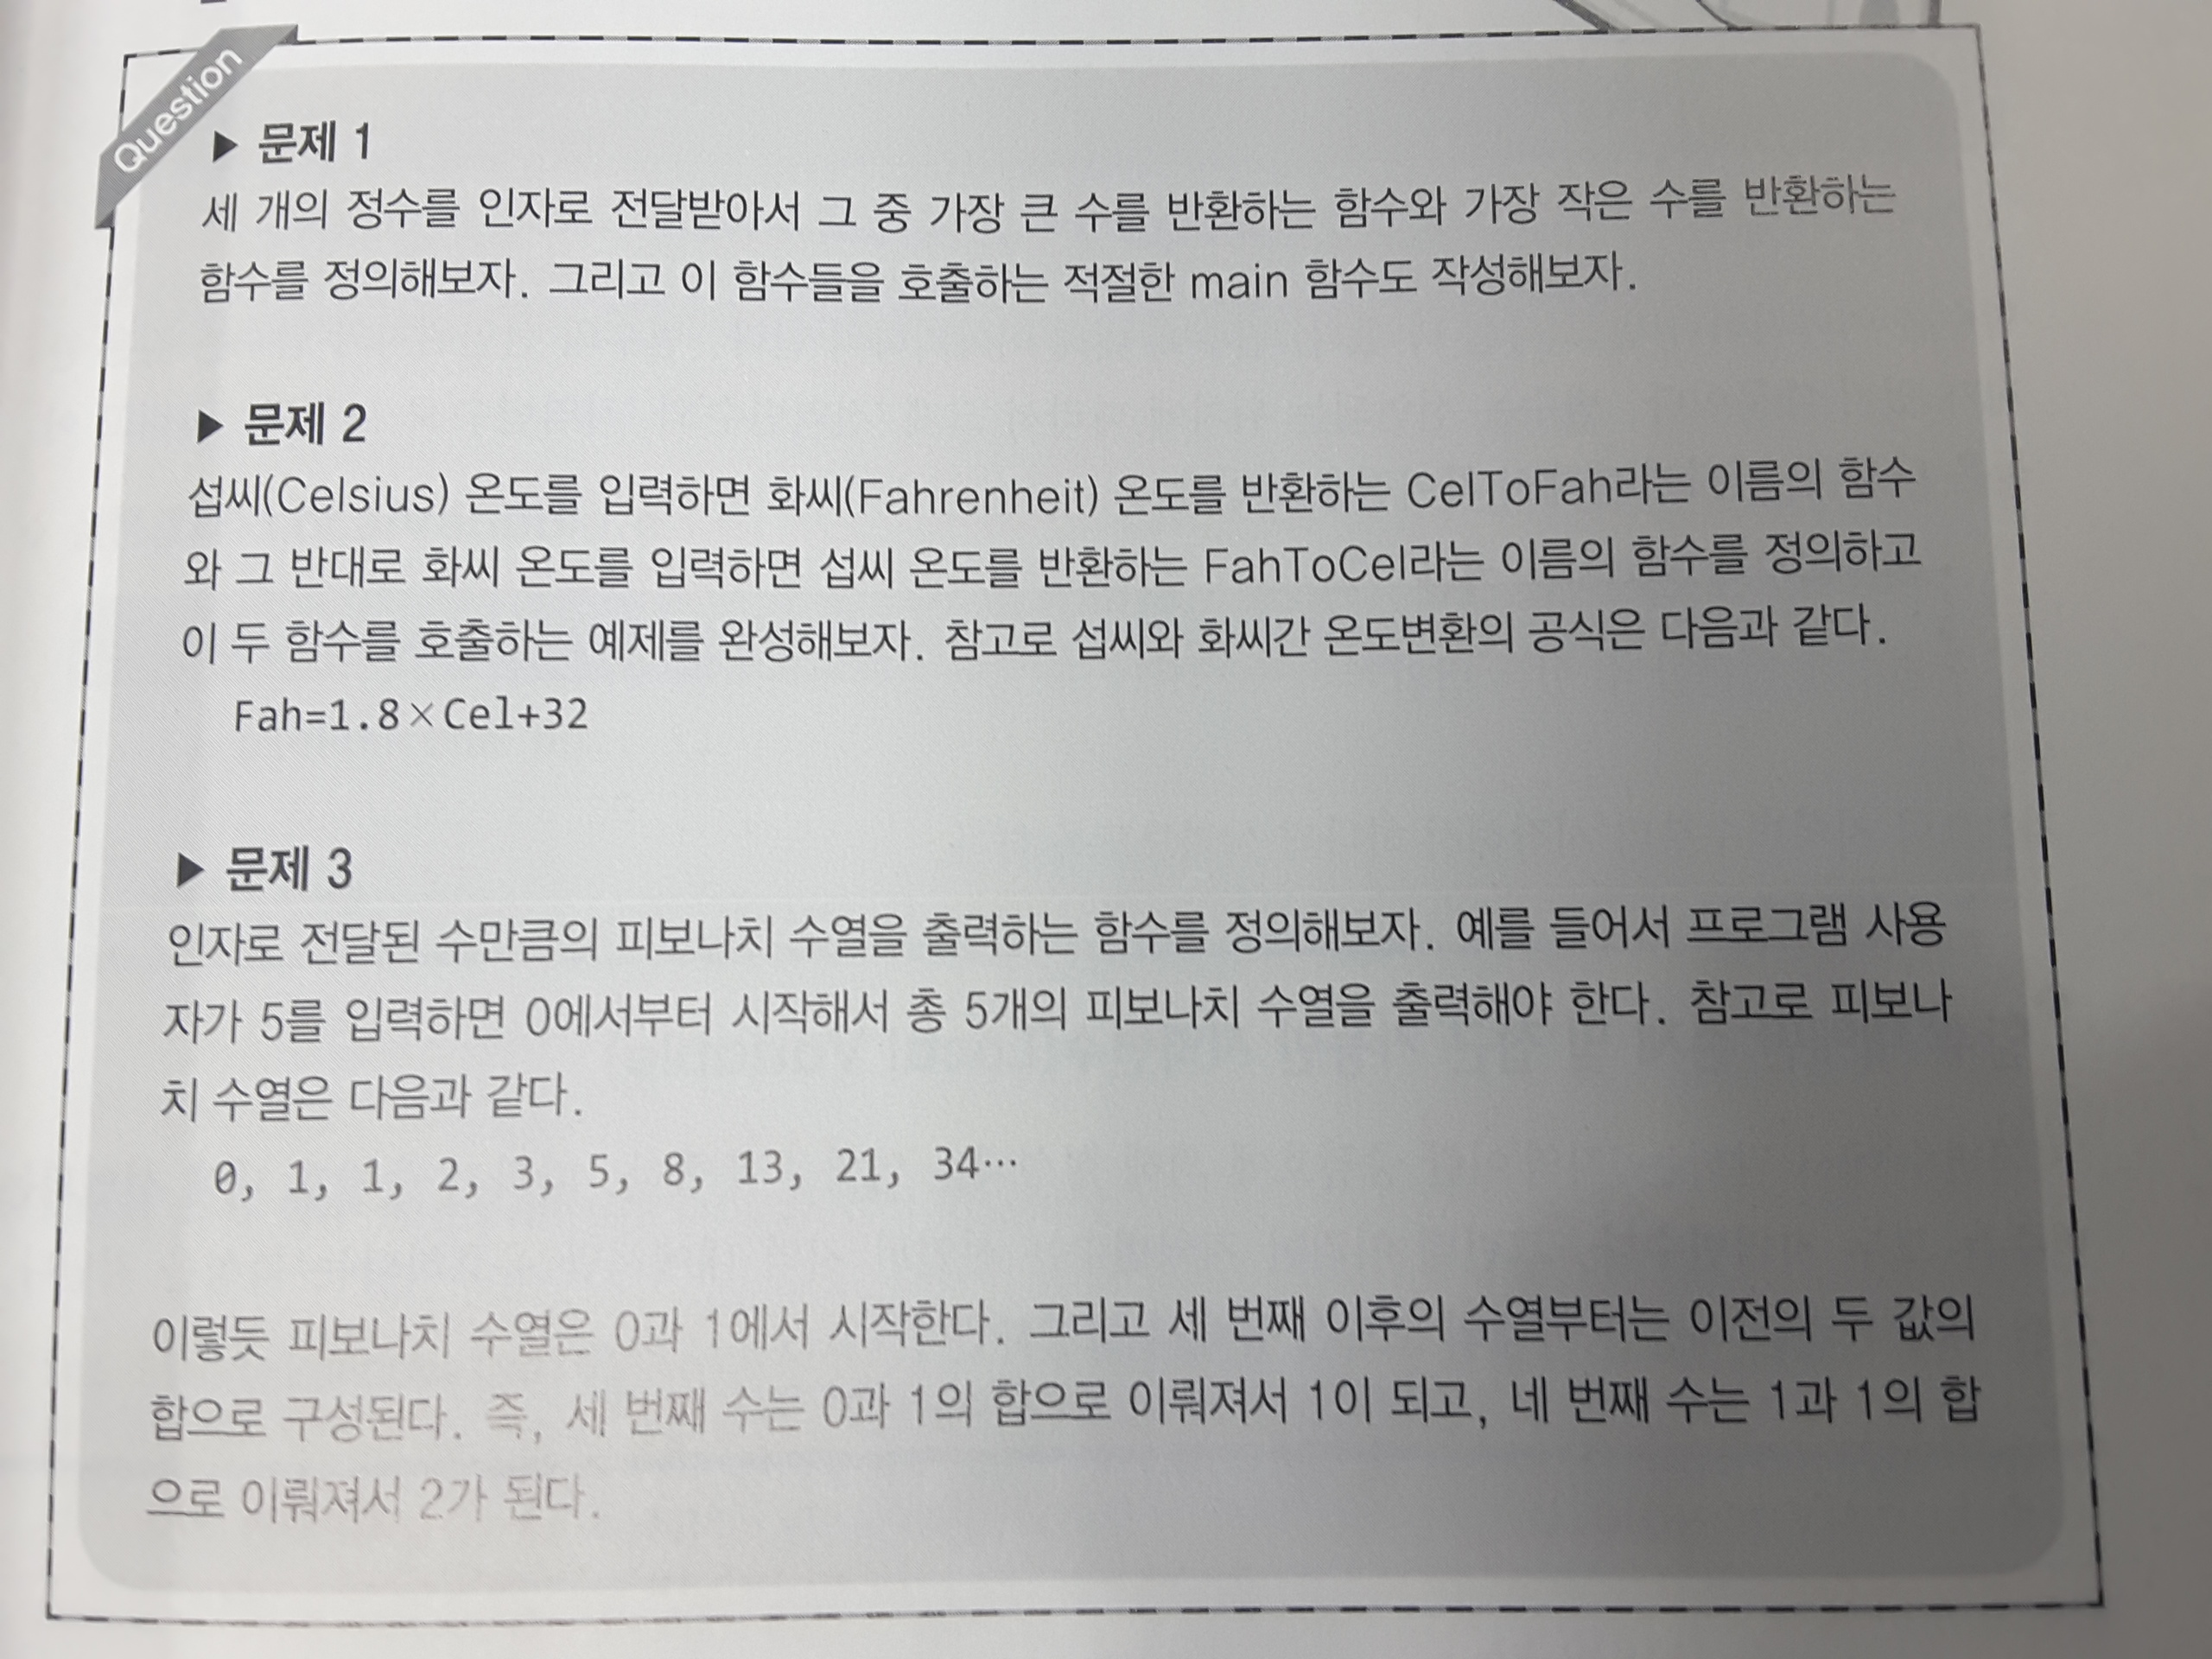 Question
▶ 문제 1
세 개의 정수를 인자로 전달받아서 그 중 가장 큰 수를 반환하는 함수와 가장 작은 수를 반환하는
함수를 정의해보자. 그리고 이 함수들을 호출하는 적절한 main 함수도 작성해보자.
▶ 문제 2
섭씨(Celsius) 온도를 입력하면 화씨(Fahrenheit) 온도를 반환하는 CelToFah라는 이름의 함수
와 그 반대로 화씨 온도를 입력하면 섭씨 온도를 반환하는 FahToCel라는 이름의 함수를 정의하고
이 두 함수를 호출하는 예제를 완성해보자. 참고로 섭씨와 화씨간 온도변환의 공식은 다음과 같다.
Fah=1.8×Cel+32
▶ 문제 3
인자로 전달된 수만큼의 피보나치 수열을 출력하는 함수를 정의해보자. 예를 들어서 프로그램 사용
자가 5를 입력하면 0에서부터 시작해서 총 5개의 피보나치 수열을 출력해야 한다. 참고로 피보나
치 수열은 다음과 같다.
0, 1, 1, 2, 3, 5, 8, 13, 21, 34…
이렇듯 피보나치 수열은 0과 1에서 시작한다. 그리고 세 번째 이후의 수열부터는 이전의 두 값의
합으로 구성된다. 즉, 세 번째 수는 0과 1의 합으로 이뤄져서 1이 되고, 네 번째 수는 1과 1의 합
으로 이뤄져서 2가 된다.